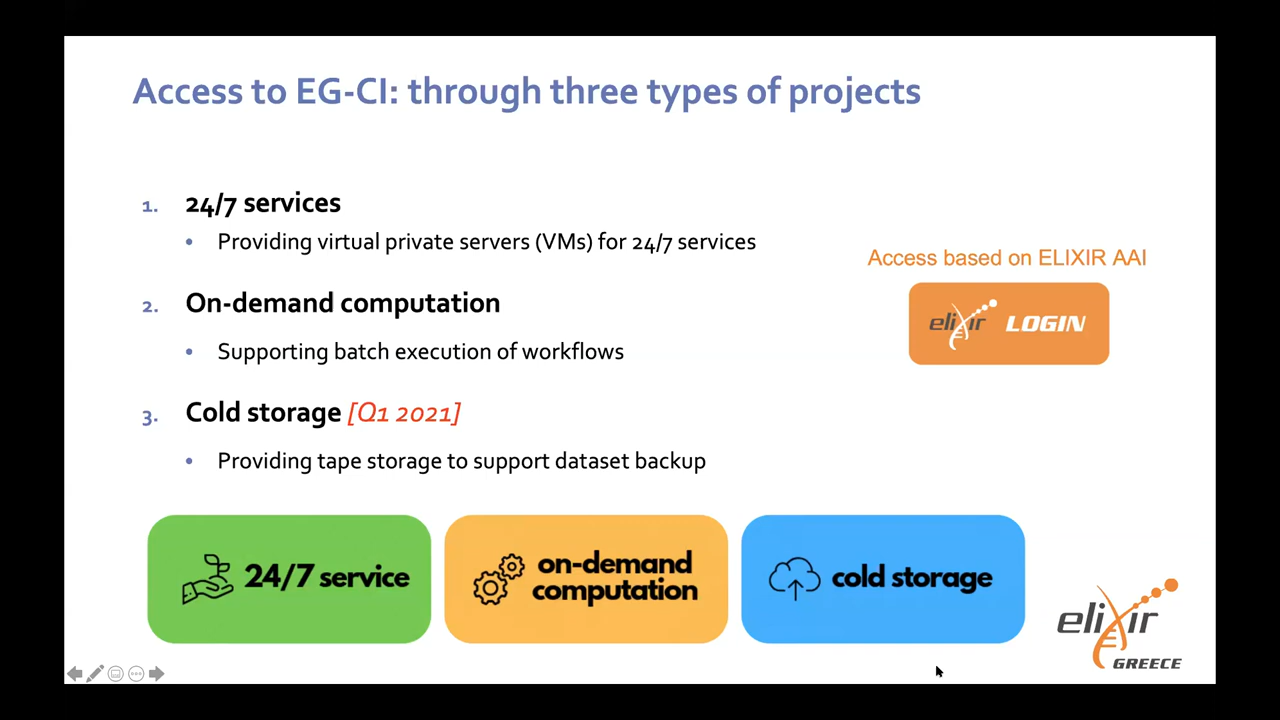 Access to EG-CI: through three types of projects
1. 24/7 services
• Providing virtual private servers (VMs) for 24/7 services
Access based on ELIXIR AAI
elixir LOGIN
2. On-demand computation
• Supporting batch execution of workflows
3. Cold storage [Q1 2021]
• Providing tape storage to support dataset backup
24/7 service
on-demand
computation
cold storage
elixir
GREECE